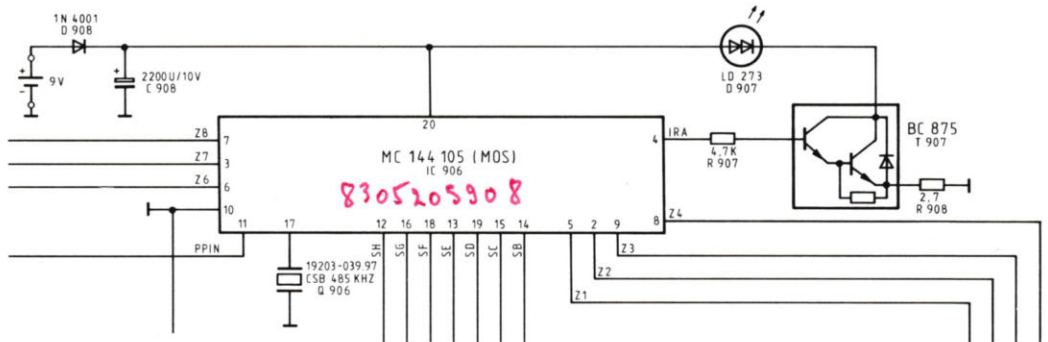 1N 4001
D 908
+
9V
-
+
2200U/10V
C 908
LD 273
D 907
20
Z8
7
Z7
3
Z6
6
10
11
17
PPIN
MC 144 105 (MOS)
IC 906
8305205908
4
IRA
4,7K
R 907
BC 875
T 907
2,7
R 908
8
Z4
12
16
18
13
19
15
14
5
2
9
SH
SG
SF
SE
SD
SC
SB
Z3
Z2
Z1
19203-039.97
CSB 485 KHZ
Q 906